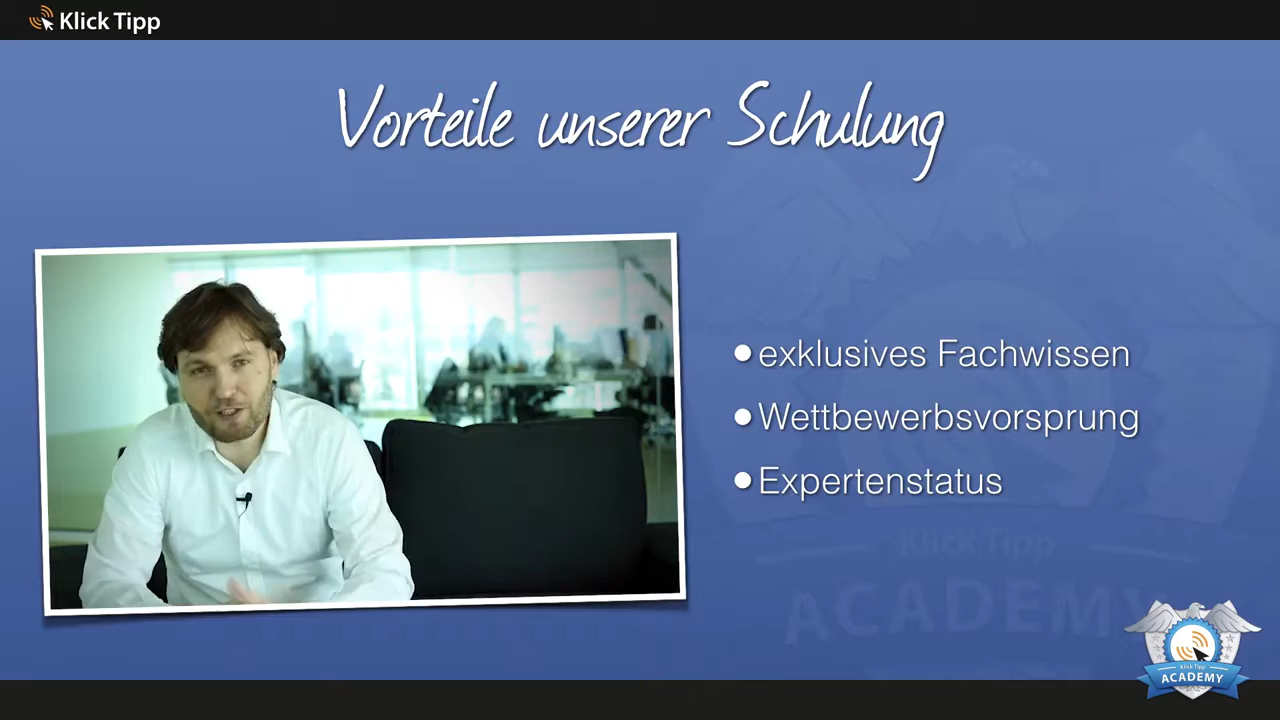 Klick Tipp
Vorteile unserer Schulung
exklusives Fachwissen
Wettbewerbsvorsprung
Expertenstatus
Klick Tipp
ACADEMY
Klick Tipp
ACADEMY